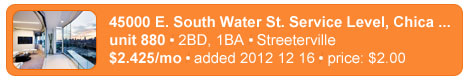 45000 E. South Water St. Service Level, Chica ...
unit 880 • 2BD, 1BA • Streeterville
$2.425/mo • added 2012 12 16 • price: $2.00